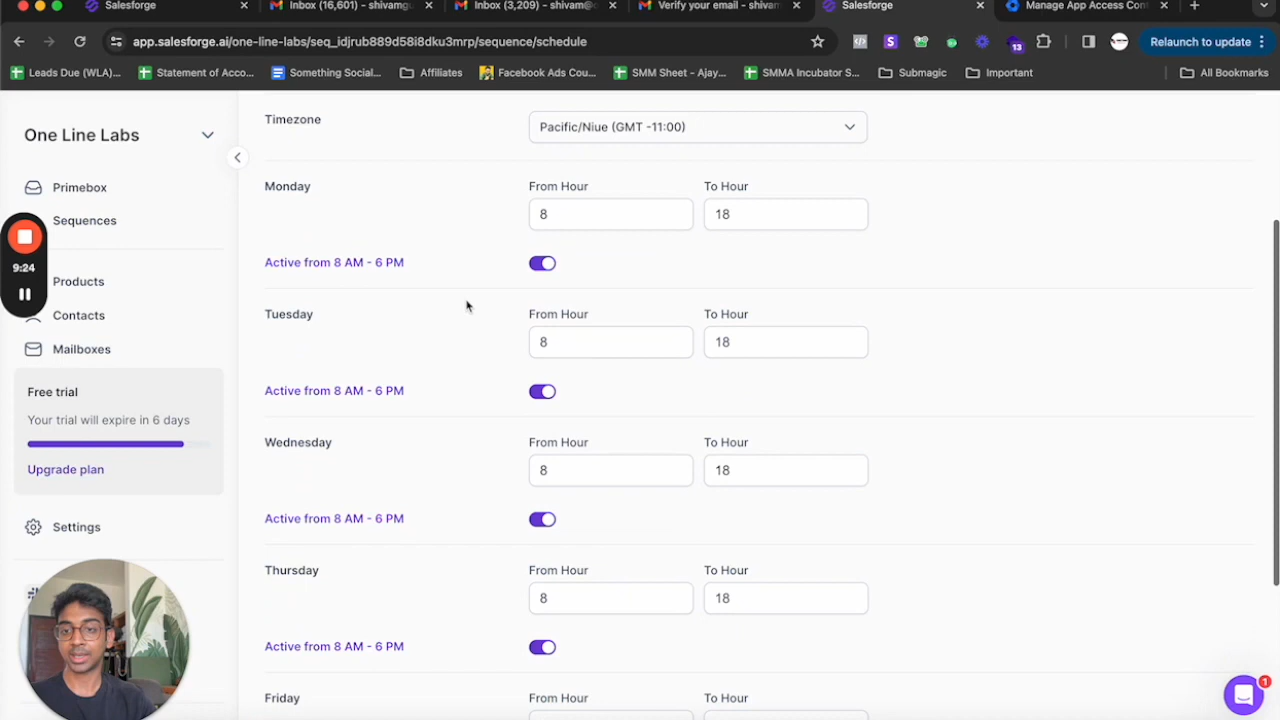 Salesforge
Inbox (16,601) - shivamgu
Inbox (3,209) - shivam@
Verify your email - shivam
Salesforge
Manage App Access Cont
app.salesforge.ai/one-line-labs/seq_idjrub889d58i8dku3mrp/sequence/schedule
13
Relaunch to update
Leads Due (WLA)...
Statement of Acco...
Something Social...
Affiliates
Facebook Ads Cou...
SMM Sheet - Ajay...
SMMA Incubator S...
Submagic
Important
All Bookmarks
One Line Labs
Primebox
Sequences
9:24
Products
Contacts
Mailboxes
Free trial
Your trial will expire in 6 days
Upgrade plan
Settings
Timezone
Pacific/Niue (GMT -11:00)
Monday
From Hour
To Hour
8
18
Active from 8 AM - 6 PM
Tuesday
From Hour
To Hour
8
18
Active from 8 AM - 6 PM
Wednesday
From Hour
To Hour
8
18
Active from 8 AM - 6 PM
Thursday
From Hour
To Hour
8
18
Active from 8 AM - 6 PM
Friday
From Hour
To Hour
1